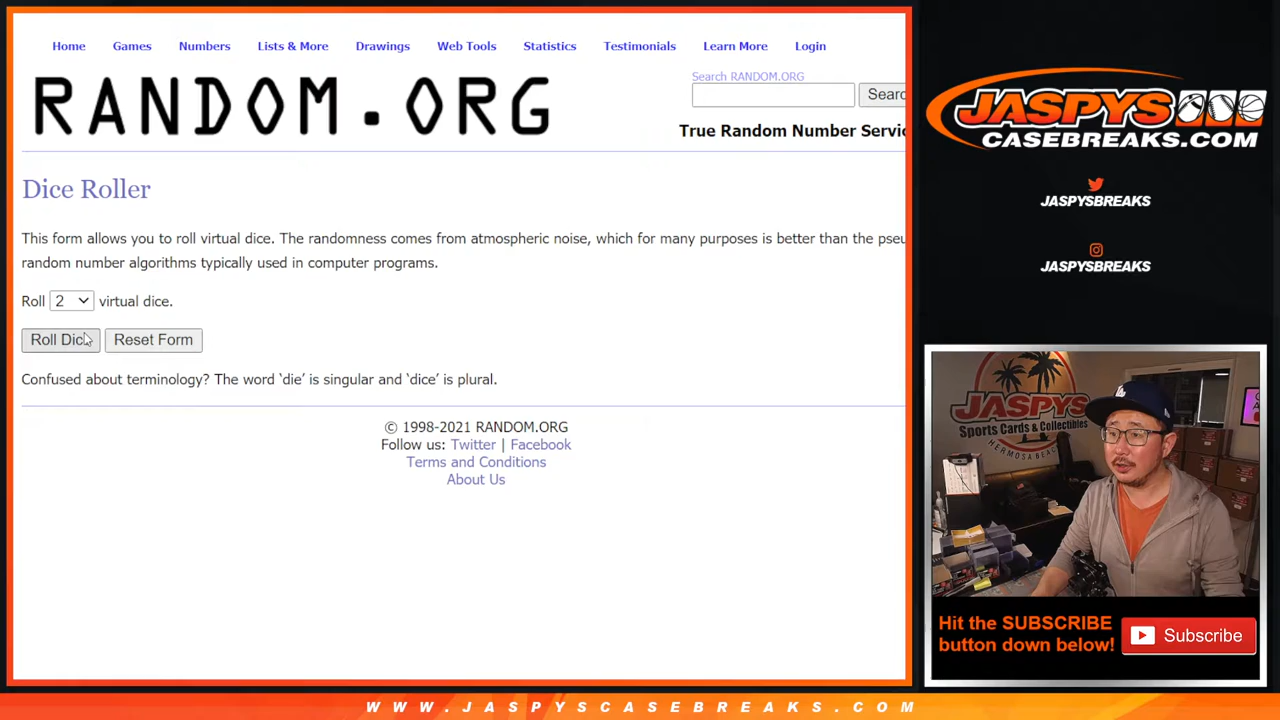 Home Games Numbers Lists & More Drawings Web Tools Statistics Testimonials Learn More Login
Search RANDOM.ORG
RANDOM.ORG
Searc
True Random Number Servic
Dice Roller
This form allows you to roll virtual dice. The randomness comes from atmospheric noise, which for many purposes is better than the pseu
random number algorithms typically used in computer programs.
Roll 2 virtual dice.
Roll Dice Reset Form
Confused about terminology? The word ‘die’ is singular and ‘dice’ is plural.
© 1998-2021 RANDOM.ORG
Follow us: Twitter | Facebook
Terms and Conditions
About Us
JASPYS
CASEBREAKS.COM
JASPYSBREAKS
JASPYSBREAKS
JASPYS
Sports Cards & Collectibles
HERMOSA BEACH
LA
Hit the SUBSCRIBE
button down below!
Subscribe
WWW.JASPYSCASEBREAKS.COM